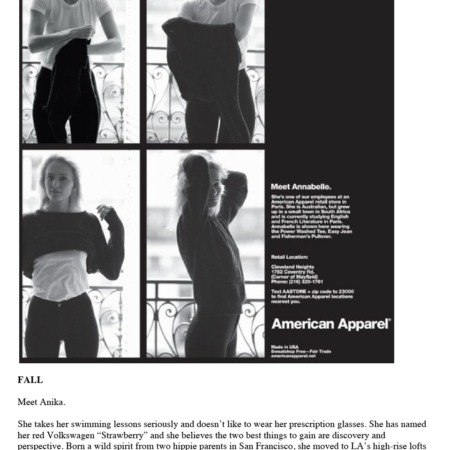 Meet Annabelle.
She's one of our employees at an
American Apparel retail store in
Paris. She is Australian, but grew
up in a small town in South Africa
and is currently studying English
and French Literature in Paris.
Annabelle is shown here wearing
the Power Washed Tee, Easy Jean
and Fisherman's Pullover.
Retail Location:
Cleveland Heights
1782 Coventry Rd.
(Corner of Mayfield)
Phone: (216) 320-1781
Text AASTORE + zip code to 23000
to find American Apparel locations
nearest you.
American Apparel®
Made in USA
Sweatshop Free—Fair Trade
americanapparel.net
FALL
Meet Anika.
She takes her swimming lessons seriously and doesn't like to wear her prescription glasses. She has named
her red Volkswagen “Strawberry” and she believes the two best things to gain are discovery and
perspective. Born a wild spirit from two hippie parents in San Francisco, she moved to LA's high-rise lofts